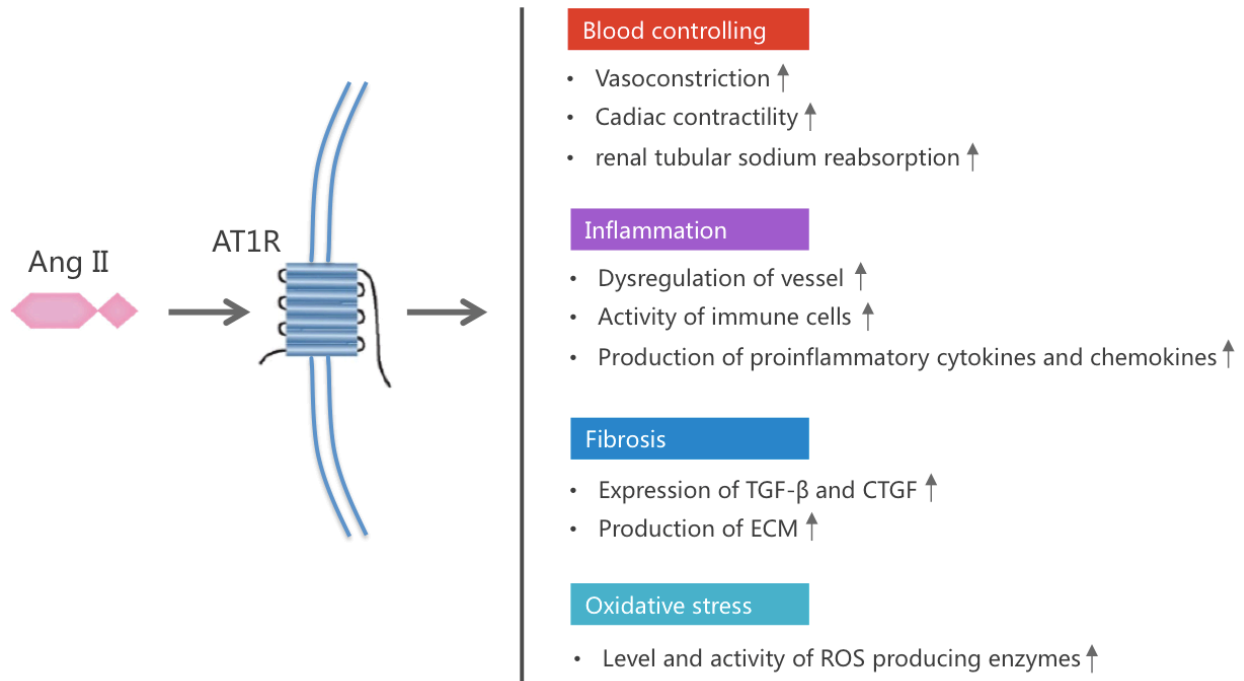 Ang II
AT1R
Blood controlling
• Vasoconstriction ↑
• Cadiac contractility ↑
• renal tubular sodium reabsorption ↑
Inflammation
• Dysregulation of vessel ↑
• Activity of immune cells ↑
• Production of proinflammatory cytokines and chemokines ↑
Fibrosis
• Expression of TGF-β and CTGF ↑
• Production of ECM ↑
Oxidative stress
• Level and activity of ROS producing enzymes ↑